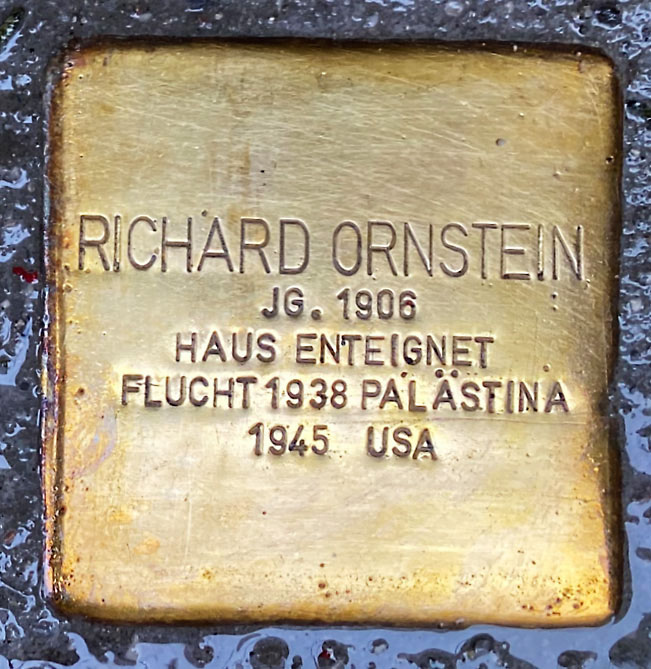 RICHARD ORNSTEIN
JG. 1906
HAUS ENTEIGNET
FLUCHT 1938 PALÄSTINA
1945 USA